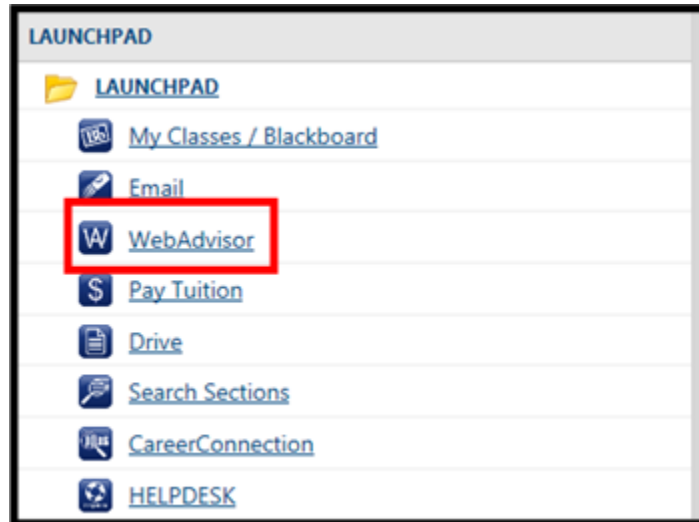 LAUNCHPAD
LAUNCHPAD
My Classes / Blackboard
Email
W WebAdvisor
$ Pay Tuition
Drive
Search Sections
CareerConnection
HELPDESK